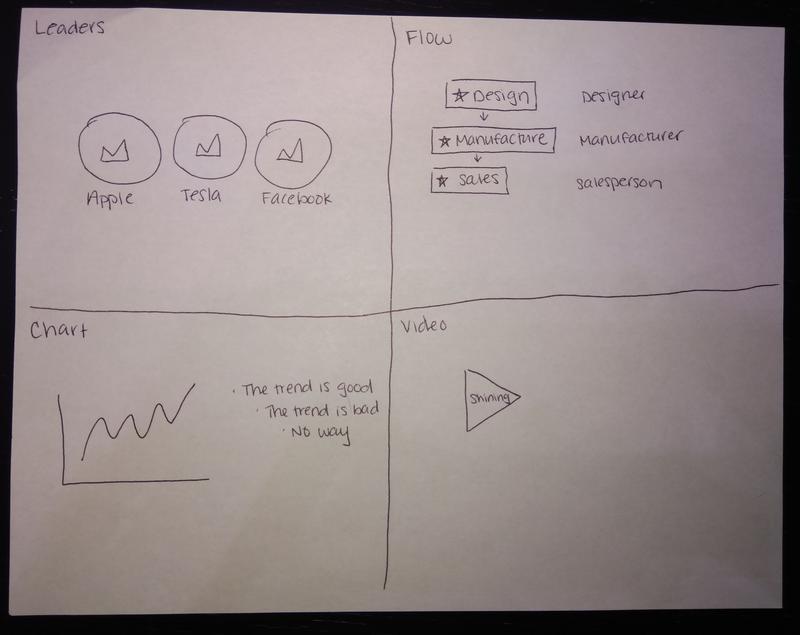 Leaders
Apple
Tesla
Facebook
Flow
Design
Designer
Manufacture
Manufacturer
Sales
Salesperson
Chart
· The trend is good
· The trend is bad
· No way
Video
Shining